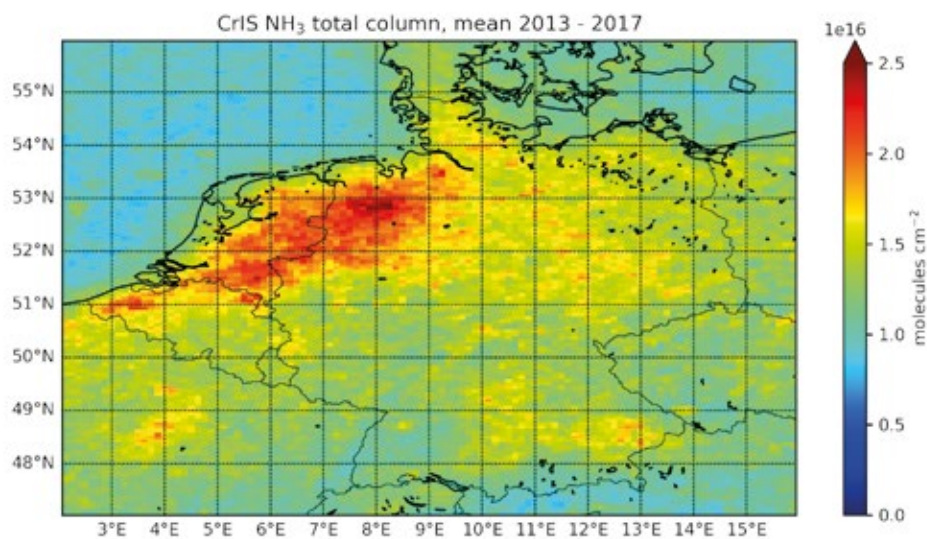 CrIS NH₃ total column, mean 2013 - 2017
1e16
55°N
54°N
53°N
52°N
51°N
50°N
49°N
48°N
3°E 4°E 5°E 6°E 7°E 8°E 9°E 10°E 11°E 12°E 13°E 14°E 15°E
2.5
2.0
1.5
1.0
0.5
0.0
molecules cm⁻²